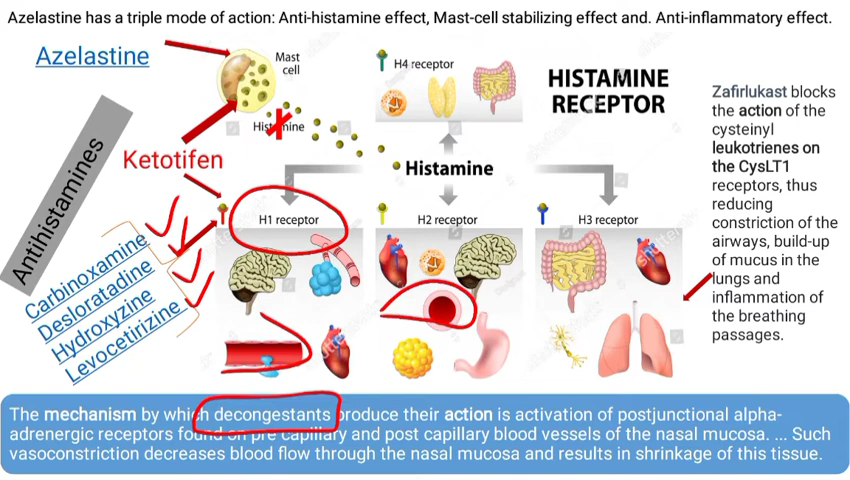 Azelastine has a triple mode of action: Anti-histamine effect, Mast-cell stabilizing effect and. Anti-inflammatory effect.
Azelastine
Mast
cell
Histamine
Ketotifen
Antihistamines
Carbinoxamine
Desloratadine
Hydroxyzine
Levocetirizine
H4 receptor
HISTAMINE
RECEPTOR
Histamine
H1 receptor
H2 receptor
H3 receptor
Zafirlukast blocks
the action of the
cysteinyl
leukotrienes on
the CysLT1
receptors, thus
reducing
constriction of the
airways, build-up
of mucus in the
lungs and
inflammation of
the breathing
passages.
The mechanism by which decongestants produce their action is activation of postjunctional alpha-
adrenergic receptors found on pre capillary and post capillary blood vessels of the nasal mucosa. ... Such
vasoconstriction decreases blood flow through the nasal mucosa and results in shrinkage of this tissue.